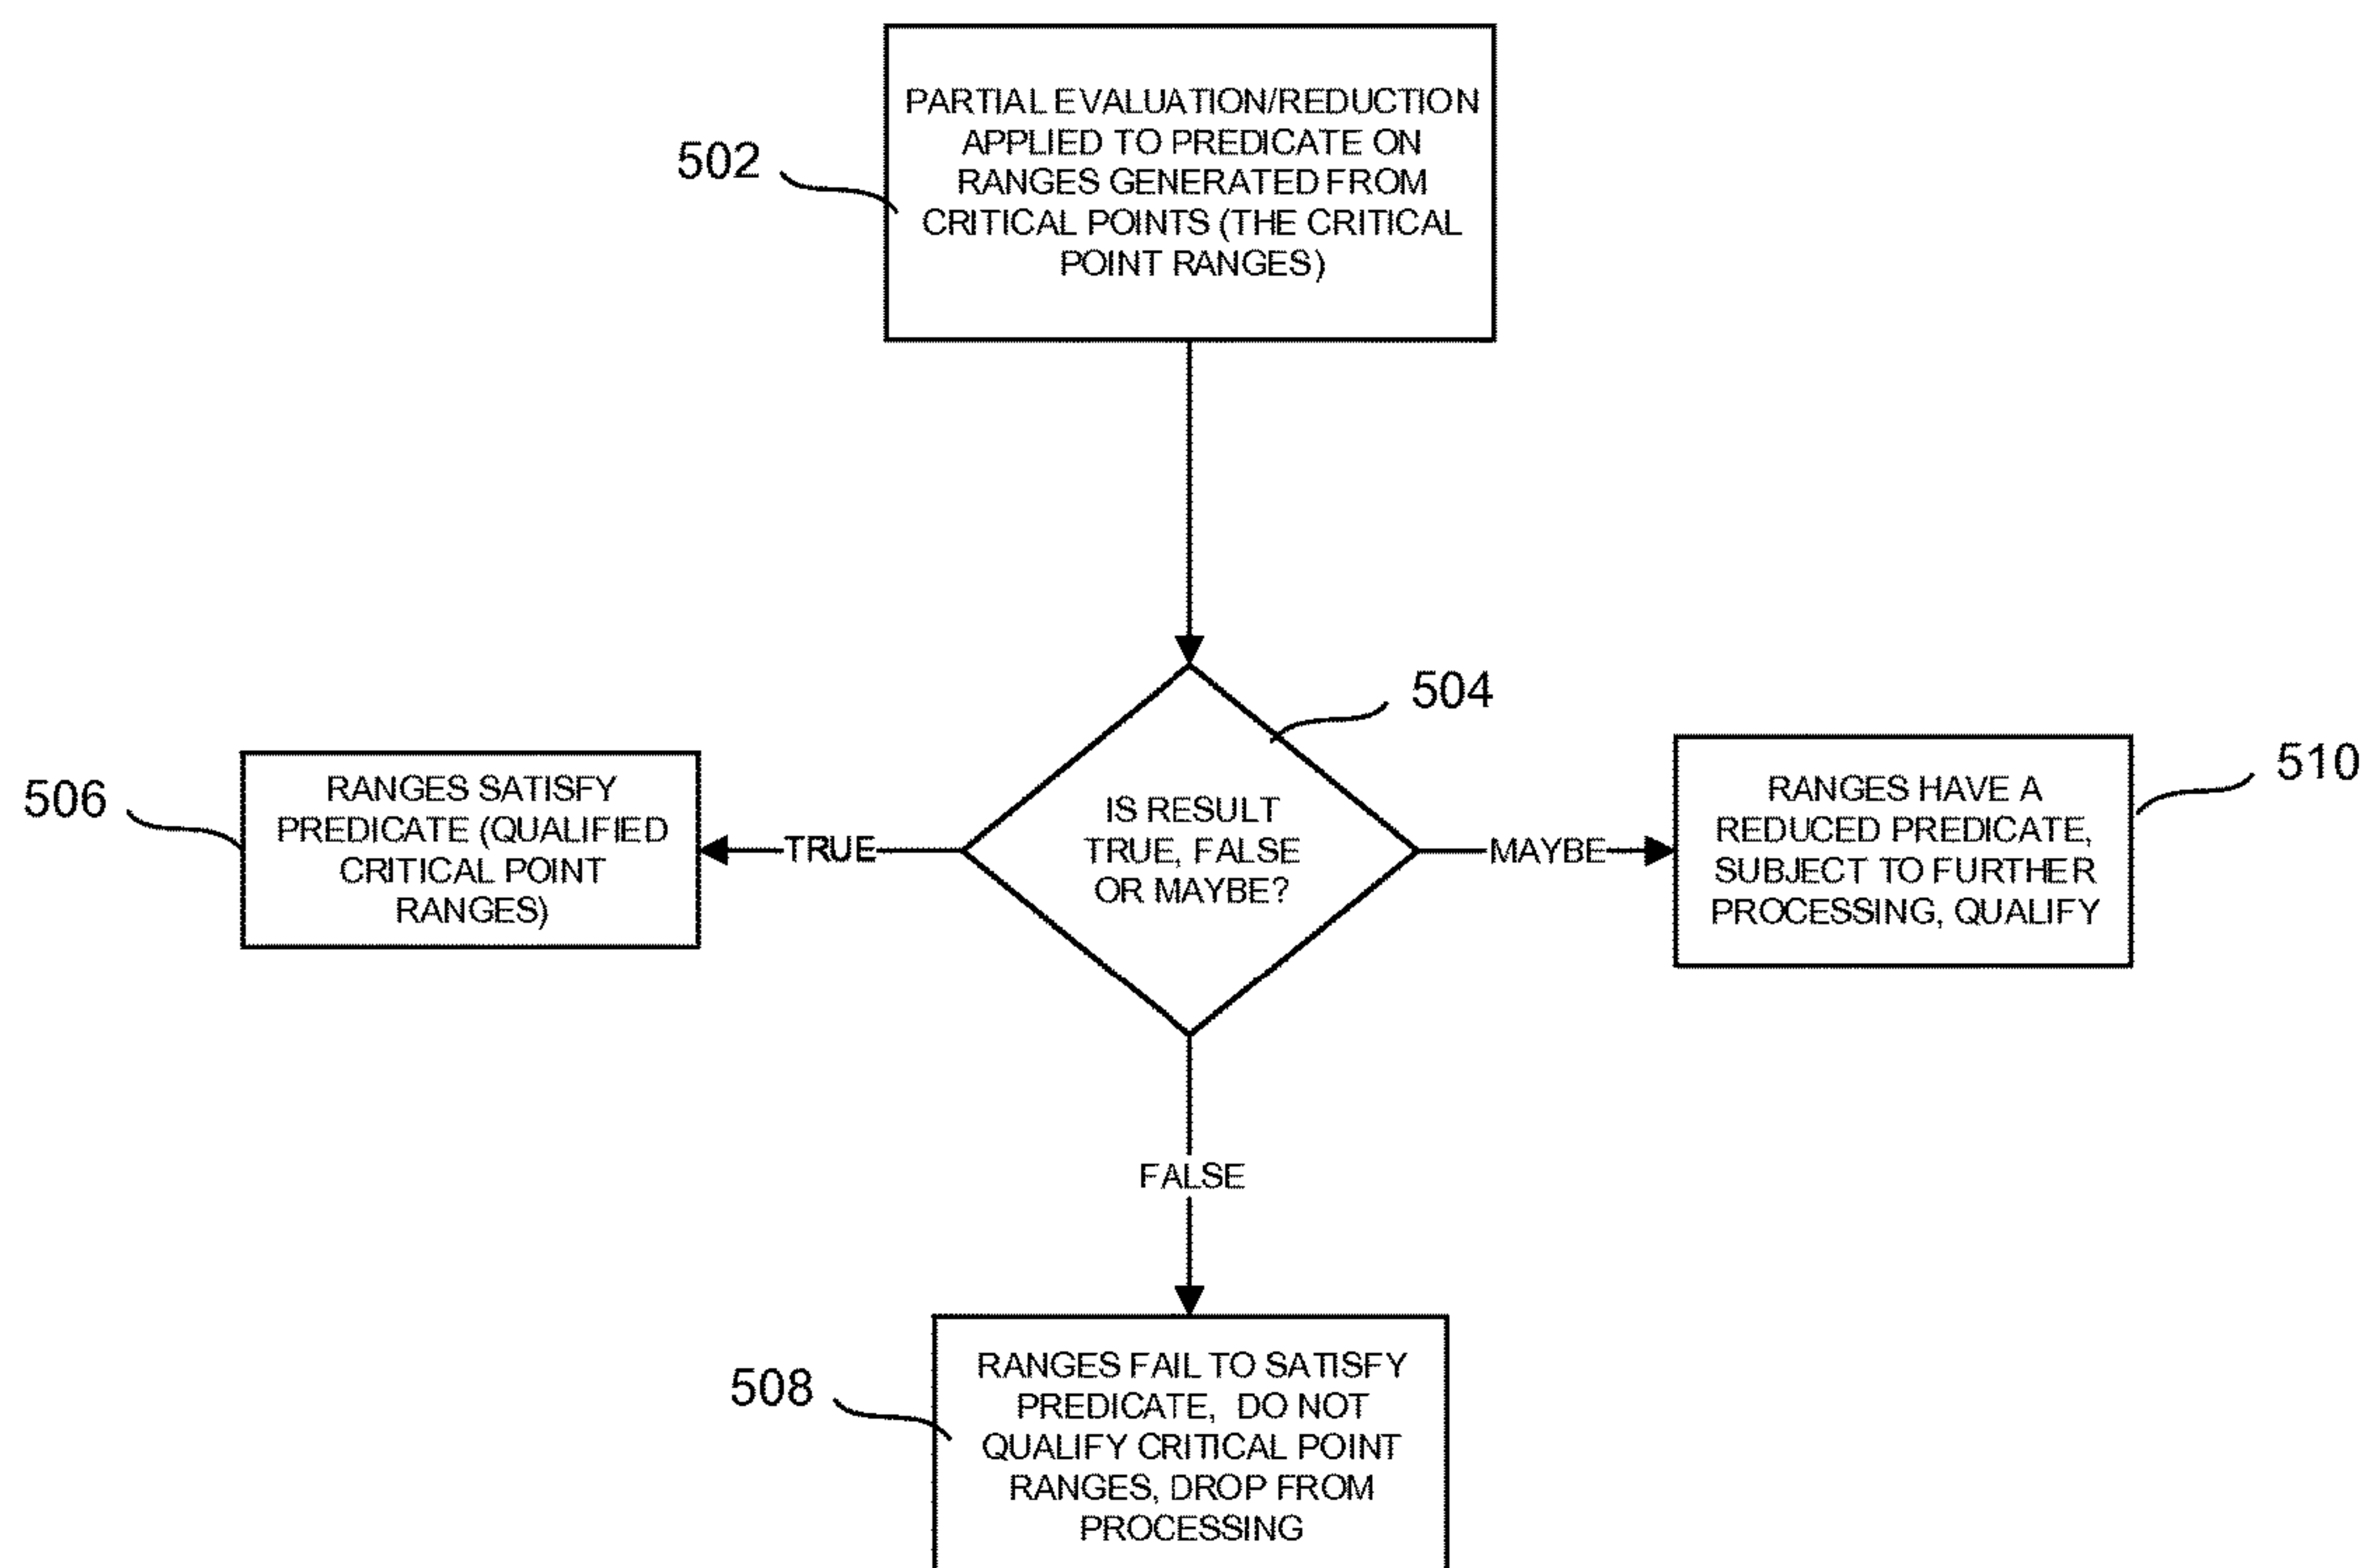 PARTIAL EVALUATION/REDUCTION
APPLIED TO PREDICATE ON
RANGES GENERATED FROM
CRITICAL POINTS (THE CRITICAL
POINT RANGES)
502
504
506
RANGES SATISFY
PREDICATE (QUALIFIED
CRITICAL POINT
RANGES)
TRUE
IS RESULT
TRUE, FALSE
OR MAYBE?
MAYBE
RANGES HAVE A
REDUCED PREDICATE,
SUBJECT TO FURTHER
PROCESSING, QUALIFY
510
FALSE
508
RANGES FAIL TO SATISFY
PREDICATE, DO NOT
QUALIFY CRITICAL POINT
RANGES, DROP FROM
PROCESSING